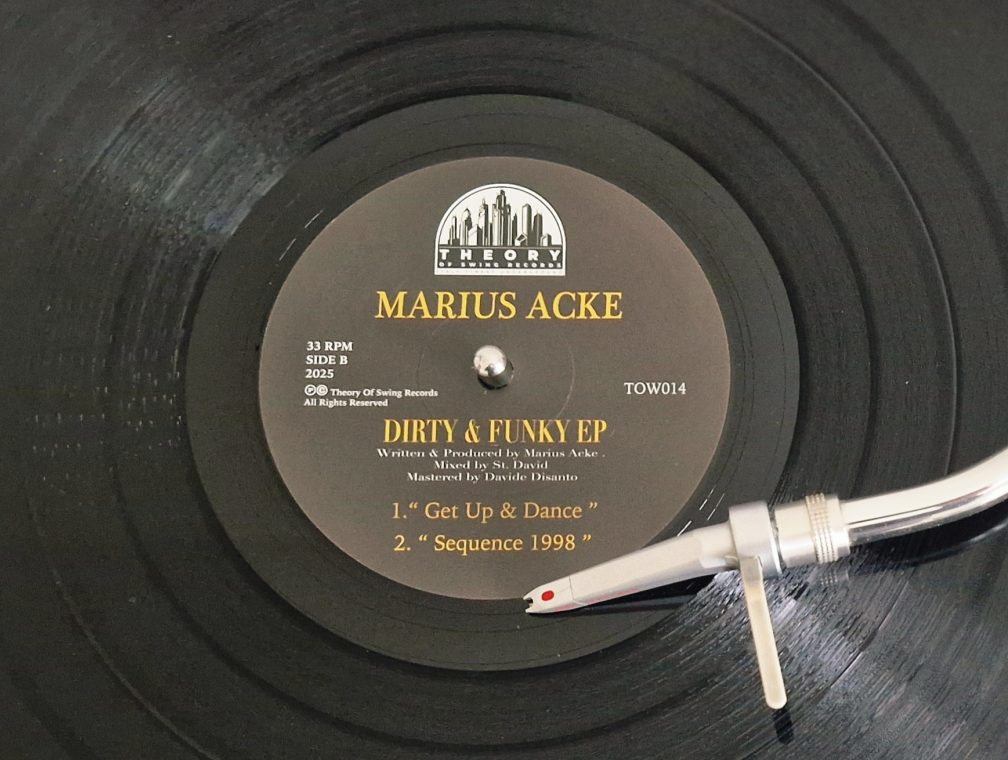 THEORY
OF SWING RECORDS
MARIUS ACKE
33 RPM
SIDE B
2025
℗© Theory Of Swing Records
All Rights Reserved
TOW014
DIRTY & FUNKY EP
Written & Produced by Marius Acke .
Mixed by St. David
Mastered by Davide Disanto
1.“ Get Up & Dance ”
2. “ Sequence 1998 ”